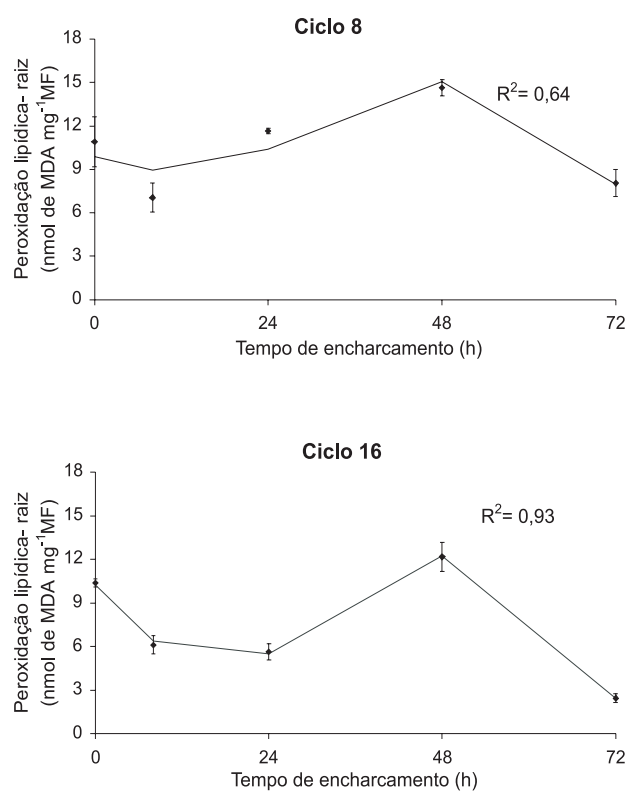 Ciclo 8
Peroxidação lipídica- raiz
(nmol de MDA mg⁻¹MF)
18
15
12
9
6
3
0
R²= 0,64
0 24 48 72
Tempo de encharcamento (h)
Ciclo 16
Peroxidação lipídica- raiz
(nmol de MDA mg⁻¹MF)
18
15
12
9
6
3
0
R²= 0,93
0 24 48 72
Tempo de encharcamento (h)